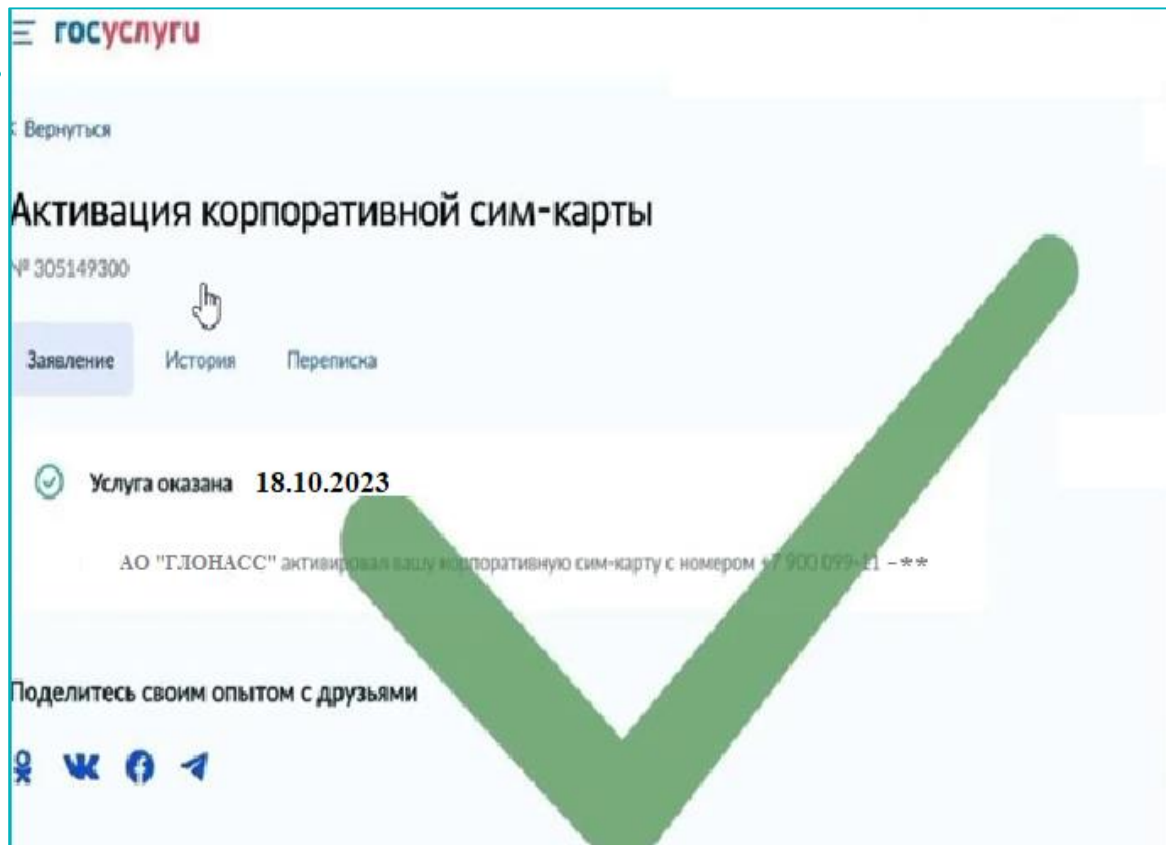 госуслуги
Вернуться
Активация корпоративной сим-карты
№ 305149300
Заявление История Переписка
Услуга оказана 18.10.2023
АО "ГЛОНАСС" активировал вашу корпоративную сим-карту с номером +7 900 099-11 -**
Поделитесь своим опытом с друзьями